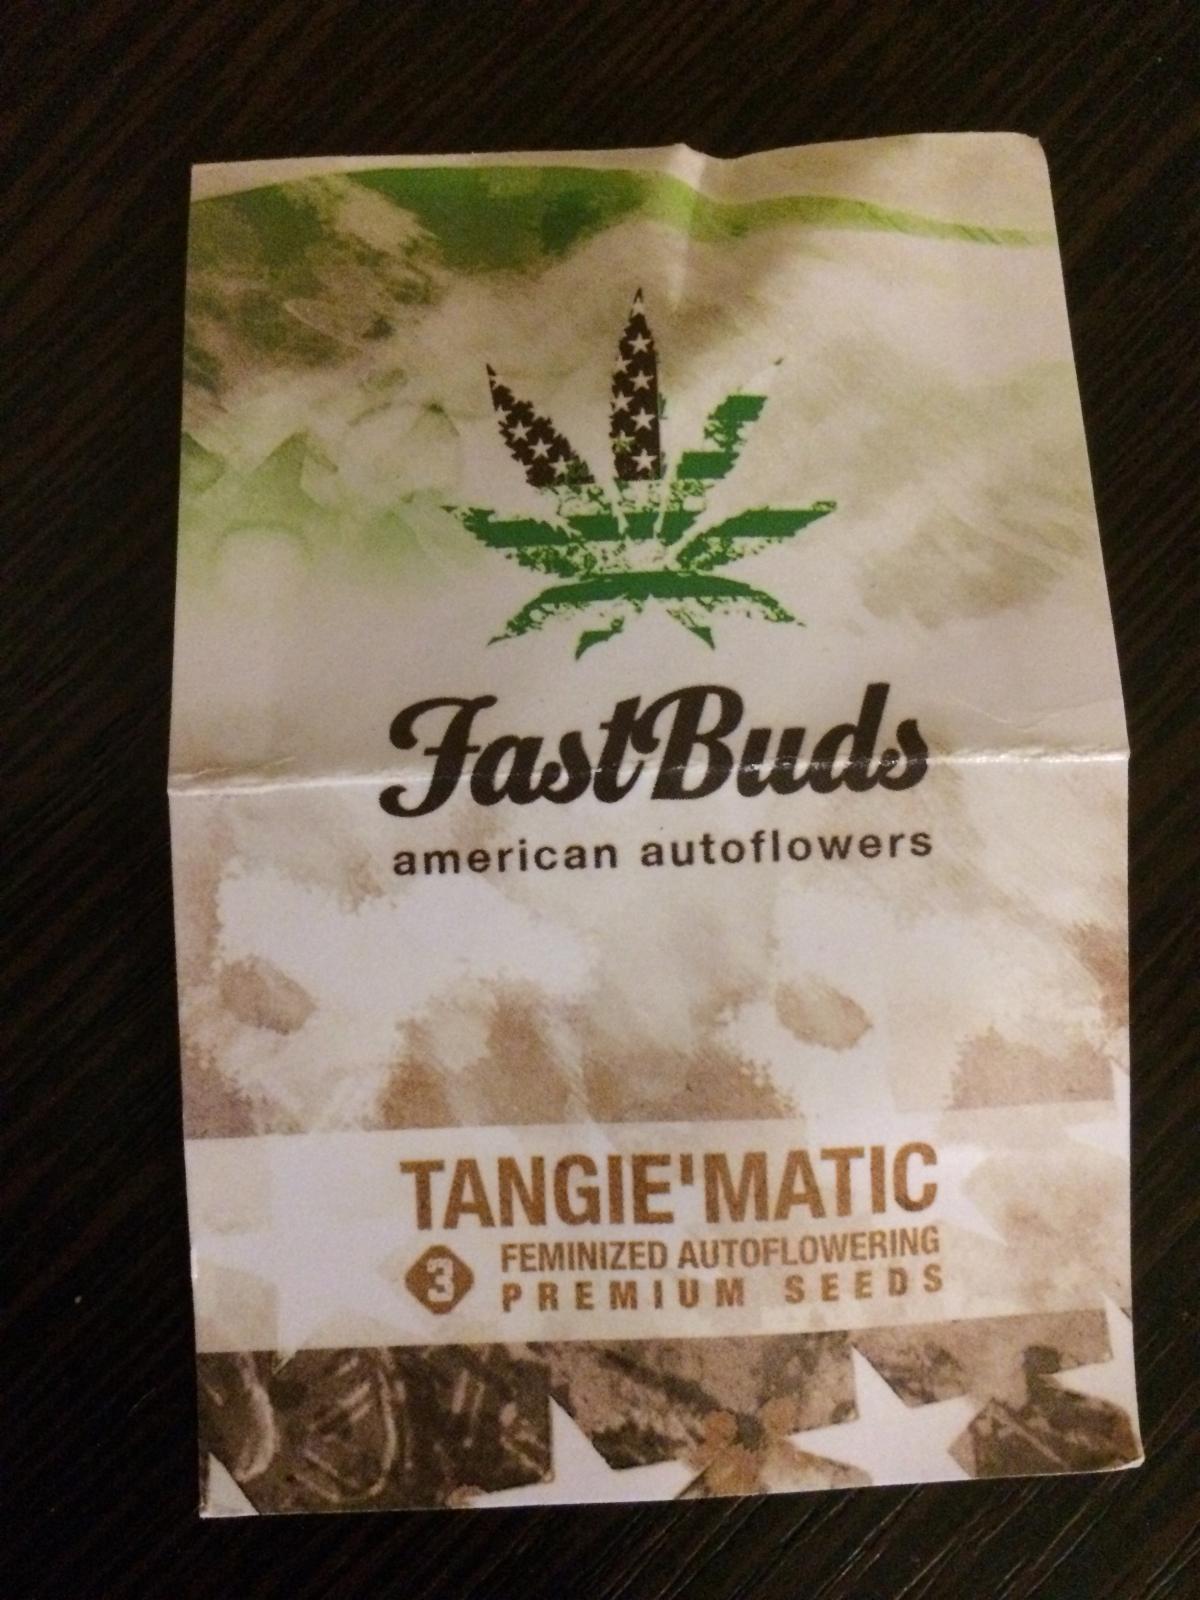 FastBuds
american autoflowers
TANGIE'MATIC
3 FEMINIZED AUTOFLOWERING
PREMIUM SEEDS